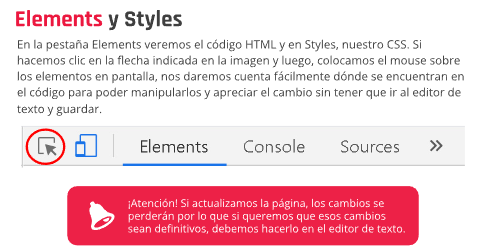 Elements y Styles
En la pestaña Elements veremos el código HTML y en Styles, nuestro CSS. Si
hacemos clic en la flecha indicada en la imagen y luego, colocamos el mouse sobre
los elementos en pantalla, nos daremos cuenta fácilmente dónde se encuentran en
el código para poder manipularlos y apreciar el cambio sin tener que ir al editor de
texto y guardar.
Elements Console Sources »
¡Atención! Si actualizamos la página, los cambios se
perderán por lo que si queremos que esos cambios
sean definitivos, debemos hacerlo en el editor de texto.